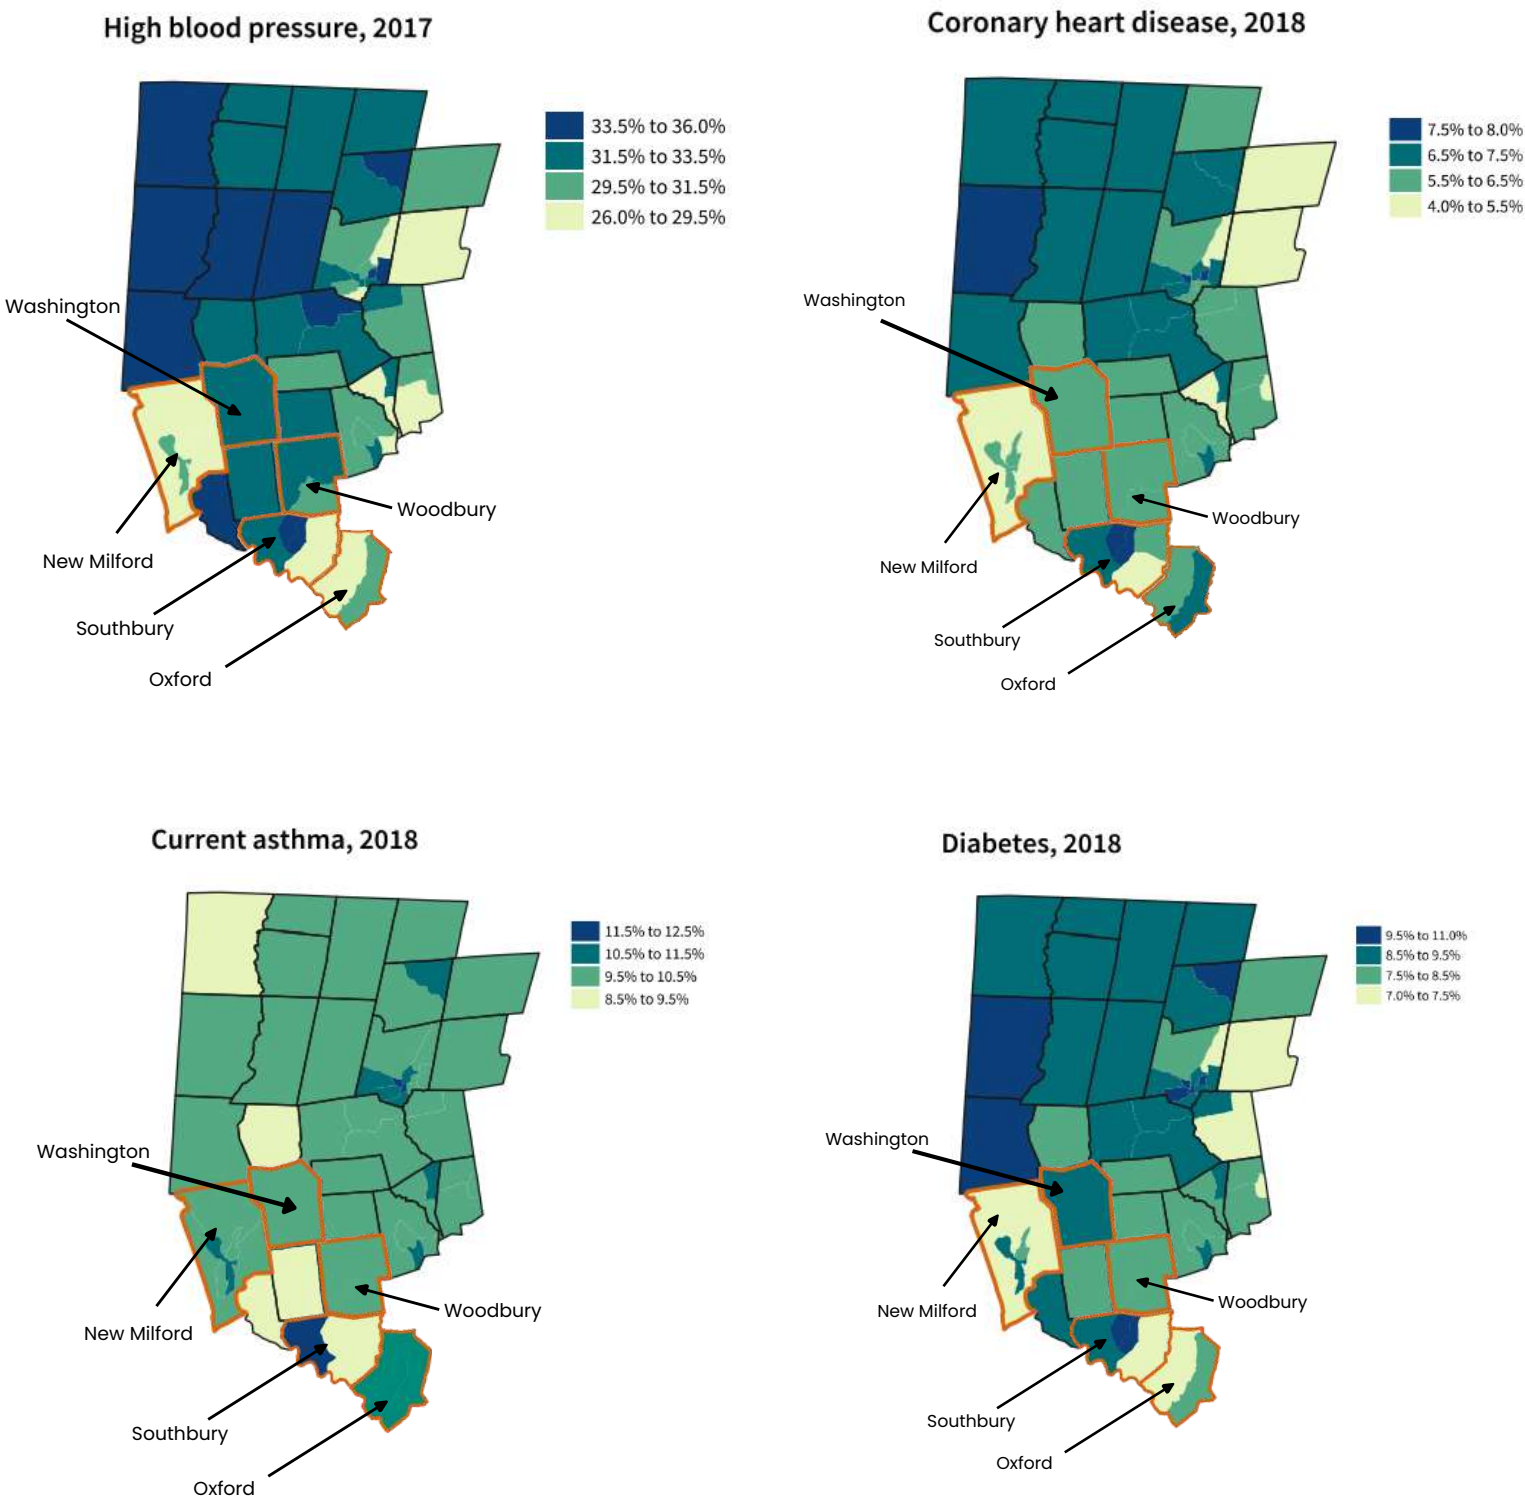 High blood pressure, 2017
33.5% to 36.0%
31.5% to 33.5%
29.5% to 31.5%
26.0% to 29.5%
Washington
Woodbury
New Milford
Southbury
Oxford
Coronary heart disease, 2018
7.5% to 8.0%
6.5% to 7.5%
5.5% to 6.5%
4.0% to 5.5%
Washington
Woodbury
New Milford
Southbury
Oxford
Current asthma, 2018
11.5% to 12.5%
10.5% to 11.5%
9.5% to 10.5%
8.5% to 9.5%
Washington
Woodbury
New Milford
Southbury
Oxford
Diabetes, 2018
9.5% to 11.0%
8.5% to 9.5%
7.5% to 8.5%
7.0% to 7.5%
Washington
Woodbury
New Milford
Southbury
Oxford